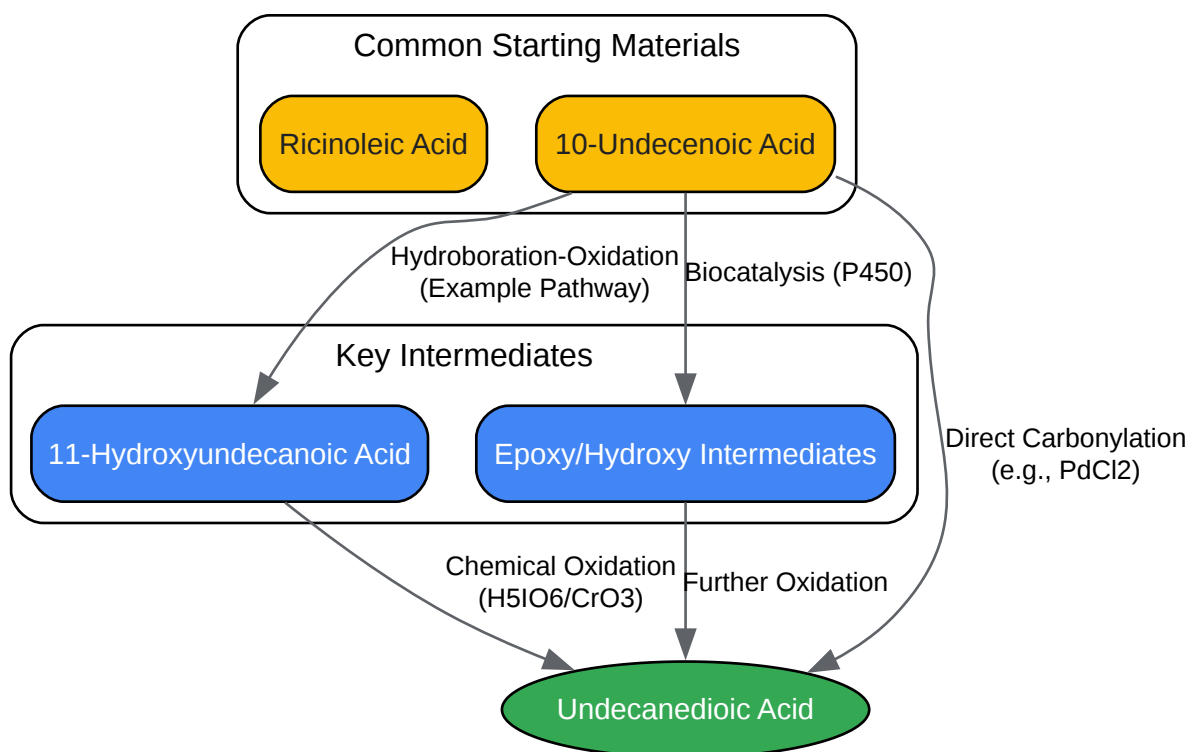 Common Starting Materials
Ricinoleic Acid
10-Undecenoic Acid
Hydroboration-Oxidation
(Example Pathway)
Biocatalysis (P450)
Key Intermediates
11-Hydroxyundecanoic Acid
Epoxy/Hydroxy Intermediates
Direct Carbonylation
(e.g., PdCl2)
Chemical Oxidation
(H5IO6/CrO3)
Further Oxidation
Undecanedioic Acid